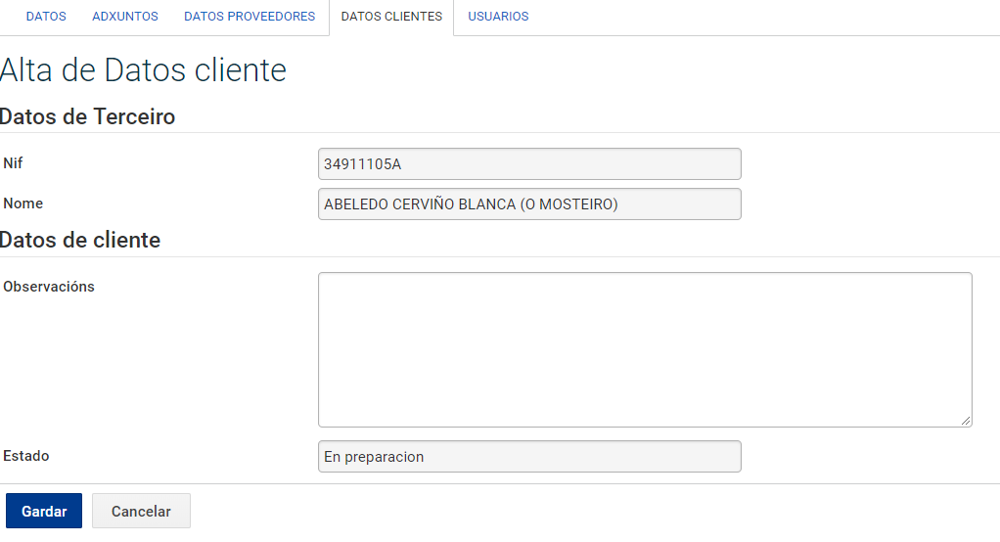 DATOS ADXUNTOS DATOS PROVEEDORES DATOS CLIENTES USUARIOS
Alta de Datos cliente
Datos de Terceiro
Nif 34911105A
Nome ABELEDO CERVIÑO BLANCA (O MOSTEIRO)
Datos de cliente
Observacións
Estado En preparacion
Gardar Cancelar